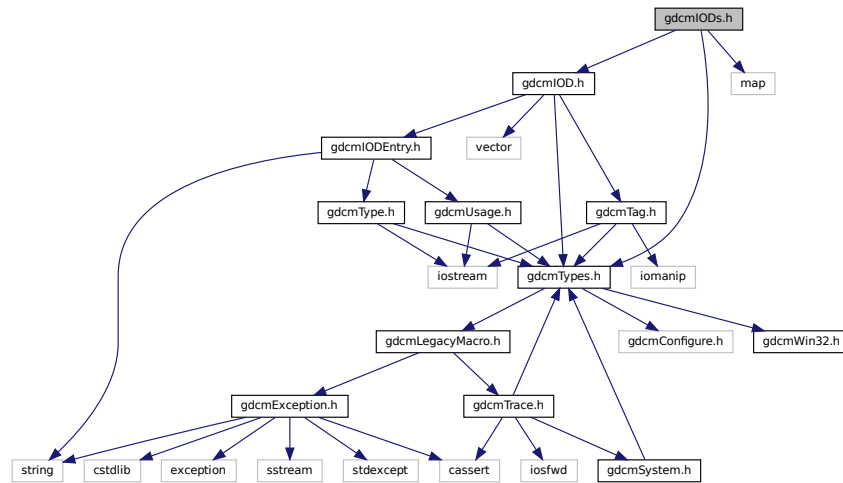 gdcmIODs.h
gdcmIOD.h
map
gdcmIODEntry.h
vector
gdcmType.h
gdcmUsage.h
gdcmTag.h
iostream
gdcmTypes.h
iomanip
gdcmLegacyMacro.h
gdcmConfigure.h
gdcmWin32.h
gdcmException.h
gdcmTrace.h
string
cstdlib
exception
sstream
stdexcept
cassert
iosfwd
gdcmSystem.h